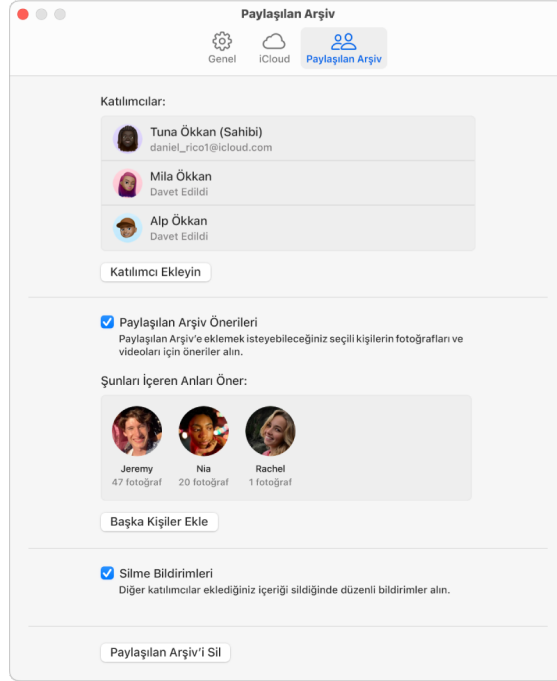 Paylaşılan Arşiv
Genel
iCloud
Paylaşılan Arşiv
Katılımcılar:
Tuna Ökkan (Sahibi)
daniel_rico1@icloud.com
Mila Ökkan
Davet Edildi
Alp Ökkan
Davet Edildi
Katılımcı Ekleyin
Paylaşılan Arşiv Önerileri
Paylaşılan Arşiv'e eklemek isteyebileceğiniz seçili kişilerin fotoğrafları ve
videoları için öneriler alın.
Şunları İçeren Anları Öner:
Jeremy
47 fotoğraf
Nia
20 fotoğraf
Rachel
1 fotoğraf
Başka Kişiler Ekle
Silme Bildirimleri
Diğer katılımcılar eklediğiniz içeriği sildiğinde düzenli bildirimler alın.
Paylaşılan Arşiv'i Sil